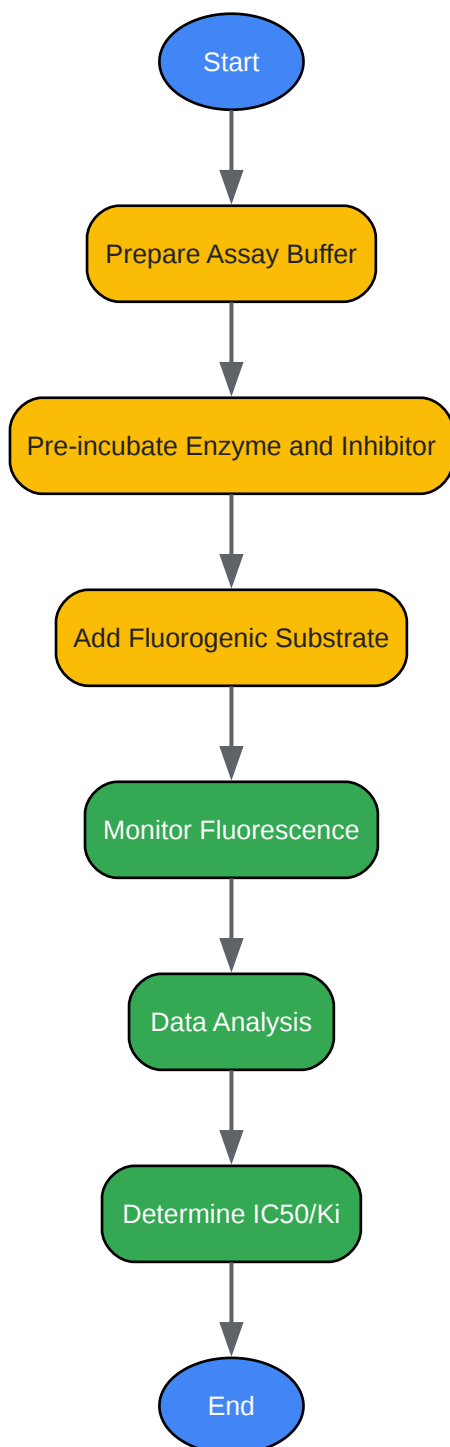 Start
Prepare Assay Buffer
Pre-incubate Enzyme and Inhibitor
Add Fluorogenic Substrate
Monitor Fluorescence
Data Analysis
Determine IC50/Ki
End